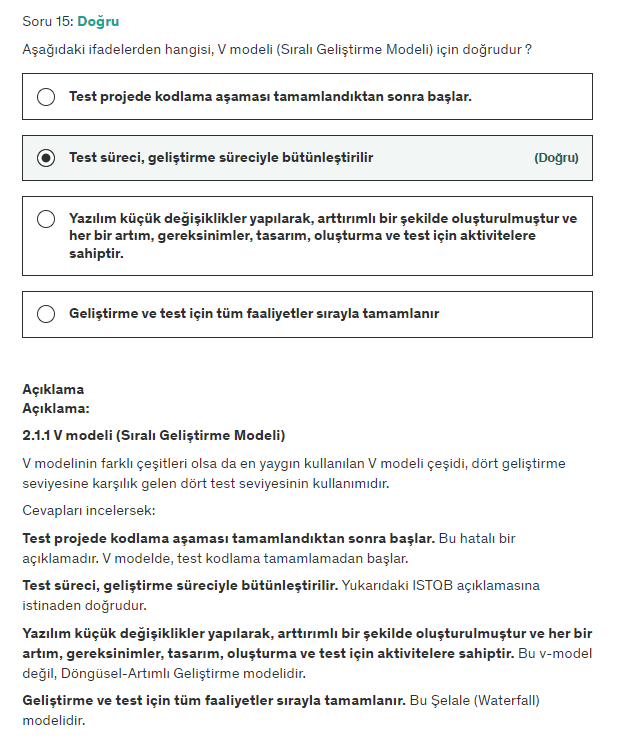 Soru 15: Doğru
Aşağıdaki ifadelerden hangisi, V modeli (Sıralı Geliştirme Modeli) için doğrudur ?
Test projede kodlama aşaması tamamlandıktan sonra başlar.
Test süreci, geliştirme süreciyle bütünleştirilir
(Doğru)
Yazılım küçük değişiklikler yapılarak, arttırımlı bir şekilde oluşturulmuştur ve
her bir artım, gereksinimler, tasarım, oluşturma ve test için aktivitelere
sahiptir.
Geliştirme ve test için tüm faaliyetler sırayla tamamlanır
Açıklama
Açıklama:
2.1.1 V modeli (Sıralı Geliştirme Modeli)
V modelinin farklı çeşitleri olsa da en yaygın kullanılan V modeli çeşidi, dört geliştirme
seviyesine karşılık gelen dört test seviyesinin kullanımıdır.
Cevapları incelersek:
Test projede kodlama aşaması tamamlandıktan sonra başlar. Bu hatalı bir
açıklamadır. V modelde, test kodlama tamamlamadan başlar.
Test süreci, geliştirme süreciyle bütünleştirilir. Yukarıdaki ISTQB açıklamasına
istinaden doğrudur.
Yazılım küçük değişiklikler yapılarak, arttırımlı bir şekilde oluşturulmuştur ve her bir
artım, gereksinimler, tasarım, oluşturma ve test için aktivitelere sahiptir. Bu v-model
değil, Döngüsel-Artımlı Geliştirme modelidir.
Geliştirme ve test için tüm faaliyetler sırayla tamamlanır. Bu Şelale (Waterfall)
modelidir.